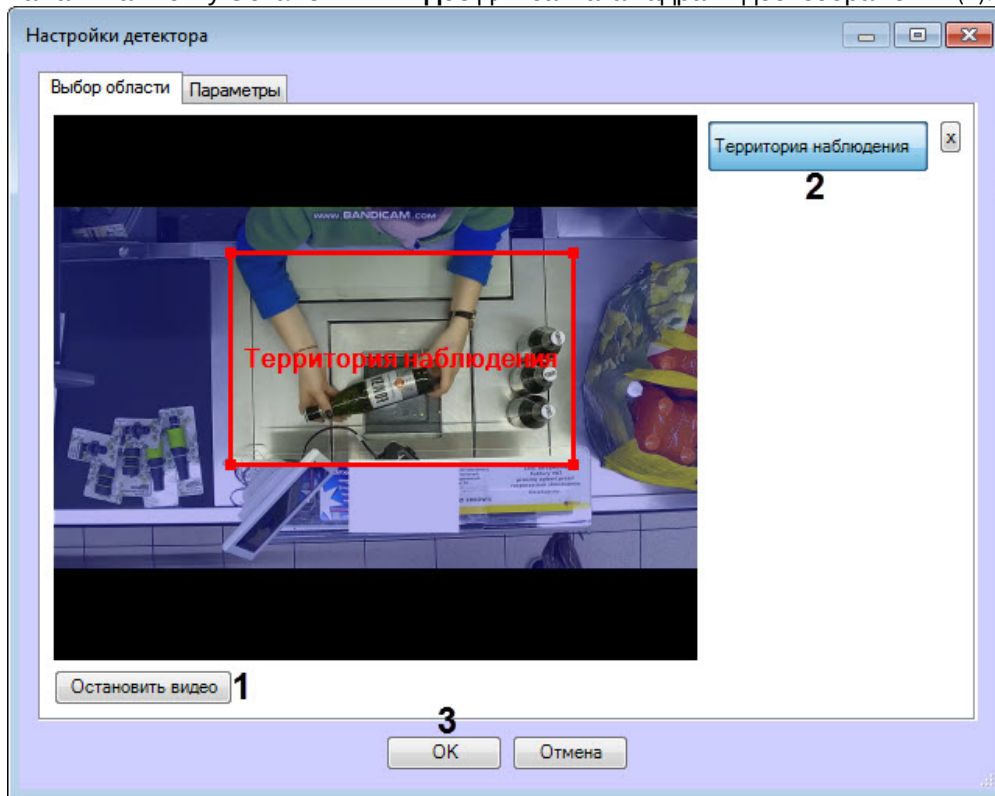 Настройки детектора
Выбор области
Параметры
Территория наблюдения
x
2
www.BANDICAM.com
Территория наблюдения
Остановить видео
1
3
OK
Отмена